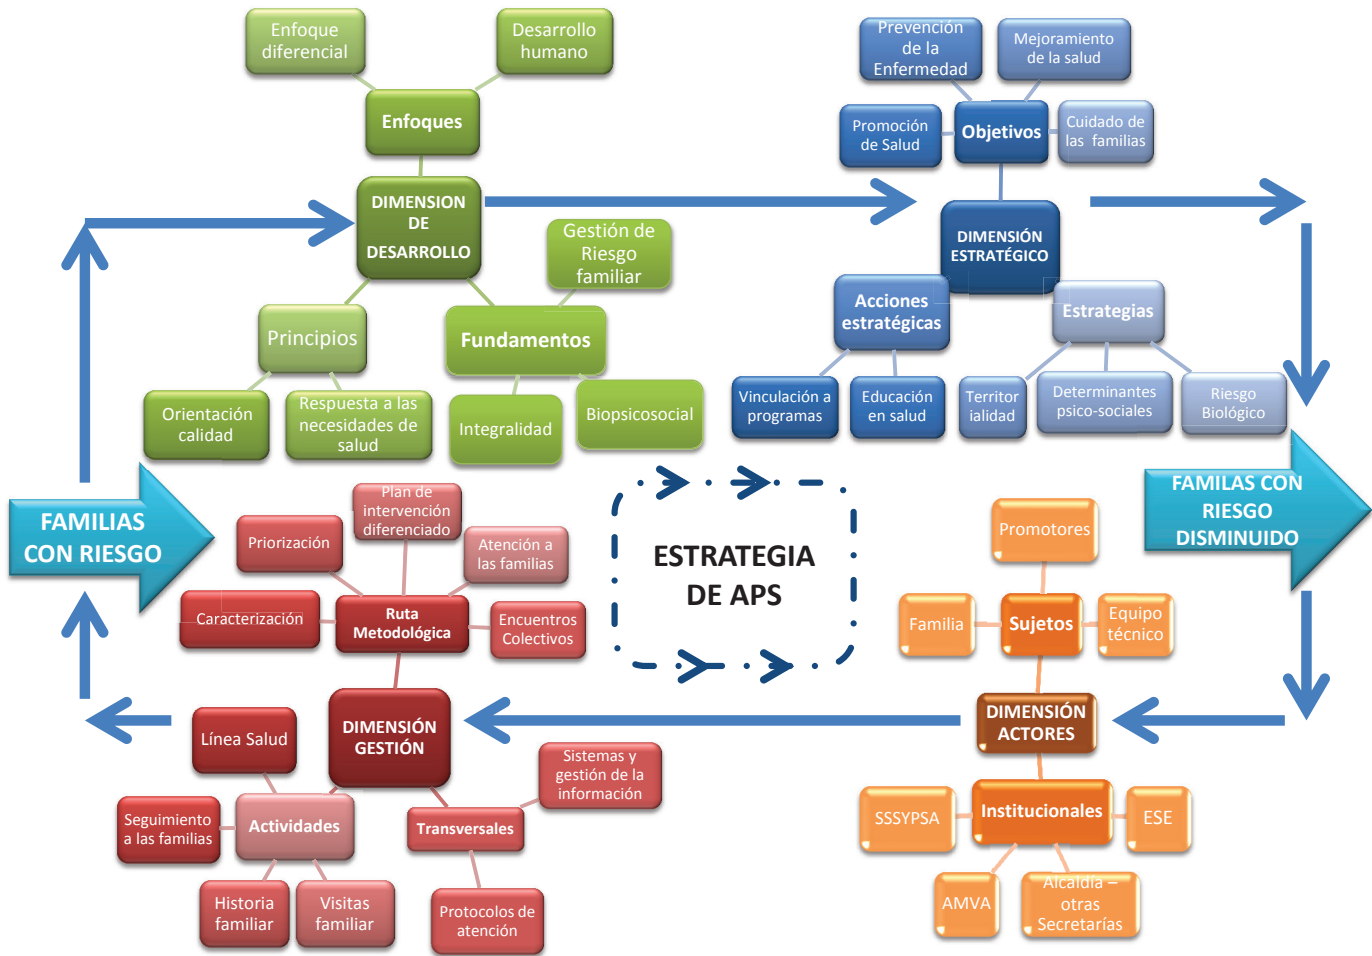 Enfoque
diferencial
Desarrollo
humano
Enfoques
DIMENSION
DE
DESARROLLO
Gestión de
Riesgo
familiar
Principios
Fundamentos
Orientación
calidad
Respuesta a las
necesidades de
salud
Integralidad
Biopsicosocial
Prevención
de la
Enfermedad
Mejoramiento
de la salud
Promoción
de Salud
Objetivos
Cuidado de
las familias
DIMENSIÓN
ESTRATÉGICO
Acciones
estratégicas
Estrategias
Vinculación a
programas
Educación
en salud
Territor
ialidad
Determinantes
psico-sociales
Riesgo
Biológico
FAMILIAS
CON RIESGO
ESTRATEGIA
DE APS
FAMILAS CON
RIESGO
DISMINUIDO
Plan de
intervención
diferenciado
Priorización
Atención a
las familias
Caracterización
Ruta
Metodológica
Encuentros
Colectivos
DIMENSIÓN
GESTIÓN
Línea Salud
Sistemas y
gestión de la
información
Seguimiento
a las familias
Actividades
Transversales
Historia
familiar
Visitas
familiar
Protocolos de
atención
Promotores
Familia
Sujetos
Equipo
técnico
DIMENSIÓN
ACTORES
SSSYPSA
Institucionales
ESE
AMVA
Alcaldía –
otras
Secretarías